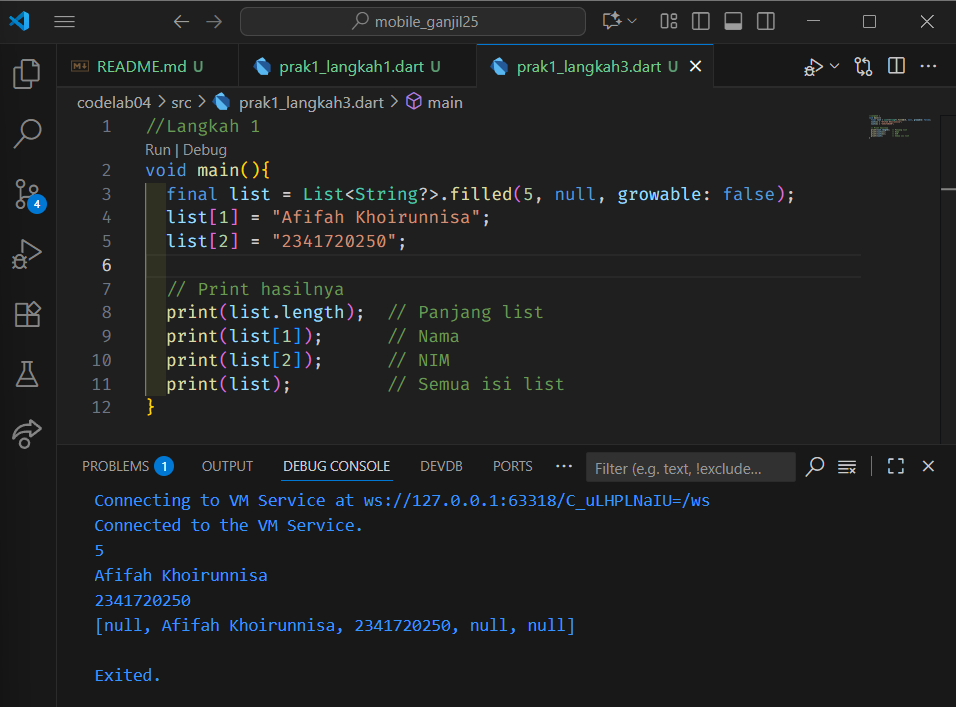 mobile_ganjil25
README.md U
prak1_langkah1.dart U
prak1_langkah3.dart U
codelab04 > src > prak1_langkah3.dart > main
1 //Langkah 1
Run | Debug
2 void main(){
3 final list = List<String?>.filled(5, null, growable: false);
4 list[1] = "Afifah Khoirunnisa";
5 list[2] = "2341720250";
6
7 // Print hasilnya
8 print(list.length); // Panjang list
9 print(list[1]); // Nama
10 print(list[2]); // NIM
11 print(list); // Semua isi list
12 }
4
PROBLEMS 1 OUTPUT DEBUG CONSOLE DEVDB PORTS ··· Filter (e.g. text, !exclude...
Connecting to VM Service at ws://127.0.0.1:63318/C_uLHPLNaIU=/ws
Connected to the VM Service.
5
Afifah Khoirunnisa
2341720250
[null, Afifah Khoirunnisa, 2341720250, null, null]
Exited.